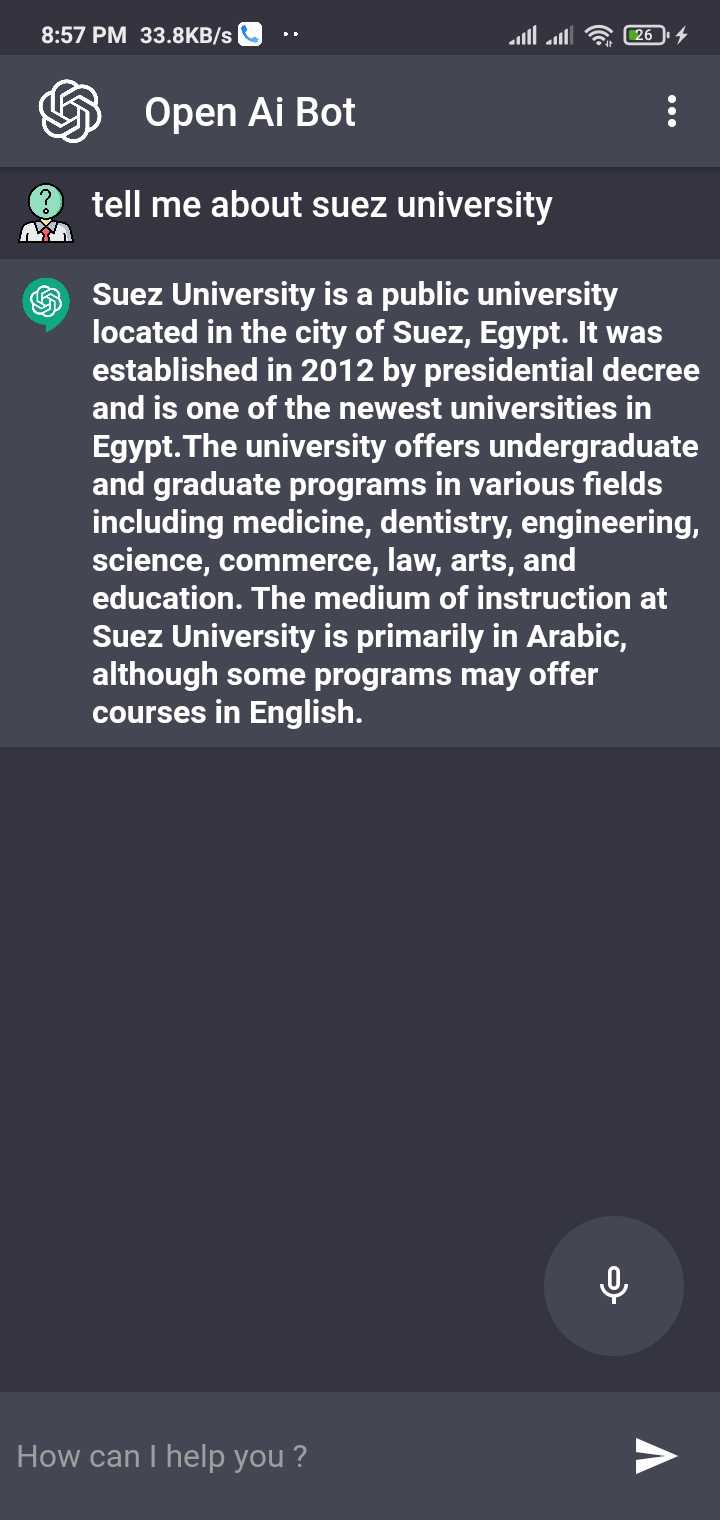 8:57 PM 33.8KB/s 26
Open Ai Bot
tell me about suez university
Suez University is a public university
located in the city of Suez, Egypt. It was
established in 2012 by presidential decree
and is one of the newest universities in
Egypt.The university offers undergraduate
and graduate programs in various fields
including medicine, dentistry, engineering,
science, commerce, law, arts, and
education. The medium of instruction at
Suez University is primarily in Arabic,
although some programs may offer
courses in English.
How can I help you ?